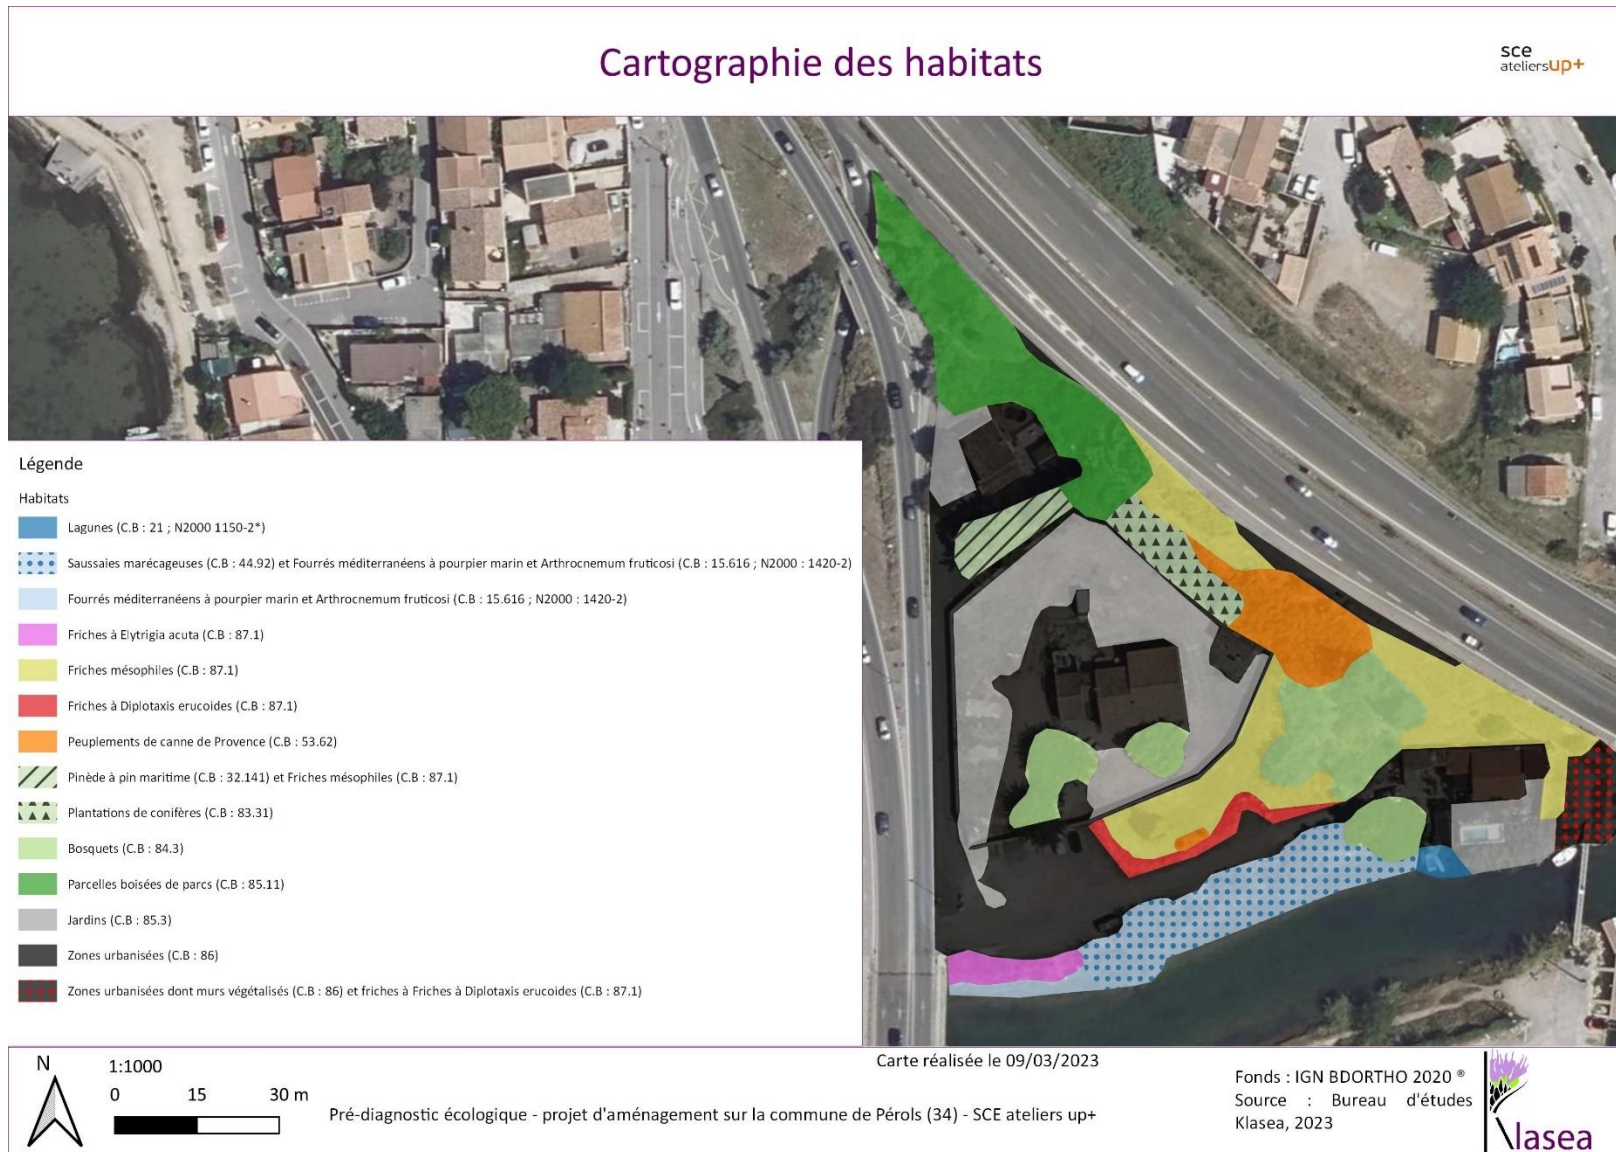 Cartographie des habitats
sce
ateliersup+
Légende
Habitats
Lagunes (C.B : 21 ; N2000 1150-2*)
Saussaies marécageuses (C.B : 44.92) et Fourrés méditerranéens à pourpier marin et Arthrocnemum fruticosi (C.B : 15.616 ; N2000 : 1420-2)
Fourrés méditerranéens à pourpier marin et Arthrocnemum fruticosi (C.B : 15.616 ; N2000 : 1420-2)
Friches à Elytrigia acuta (C.B : 87.1)
Friches mésophiles (C.B : 87.1)
Friches à Diplotaxis erucoides (C.B : 87.1)
Peuplements de canne de Provence (C.B : 53.62)
Pinède à pin maritime (C.B : 32.141) et Friches mésophiles (C.B : 87.1)
Plantations de conifères (C.B : 83.31)
Bosquets (C.B : 84.3)
Parcelles boisées de parcs (C.B : 85.11)
Jardins (C.B : 85.3)
Zones urbanisées (C.B : 86)
Zones urbanisées dont murs végétalisés (C.B : 86) et friches à Friches à Diplotaxis erucoides (C.B : 87.1)
N
1:1000
0 15 30 m
Carte réalisée le 09/03/2023
Pré-diagnostic écologique - projet d'aménagement sur la commune de Pérols (34) - SCE ateliers up+
Fonds : IGN BDORTHO 2020 ®
Source : Bureau d'études
Klasea, 2023
Klasea